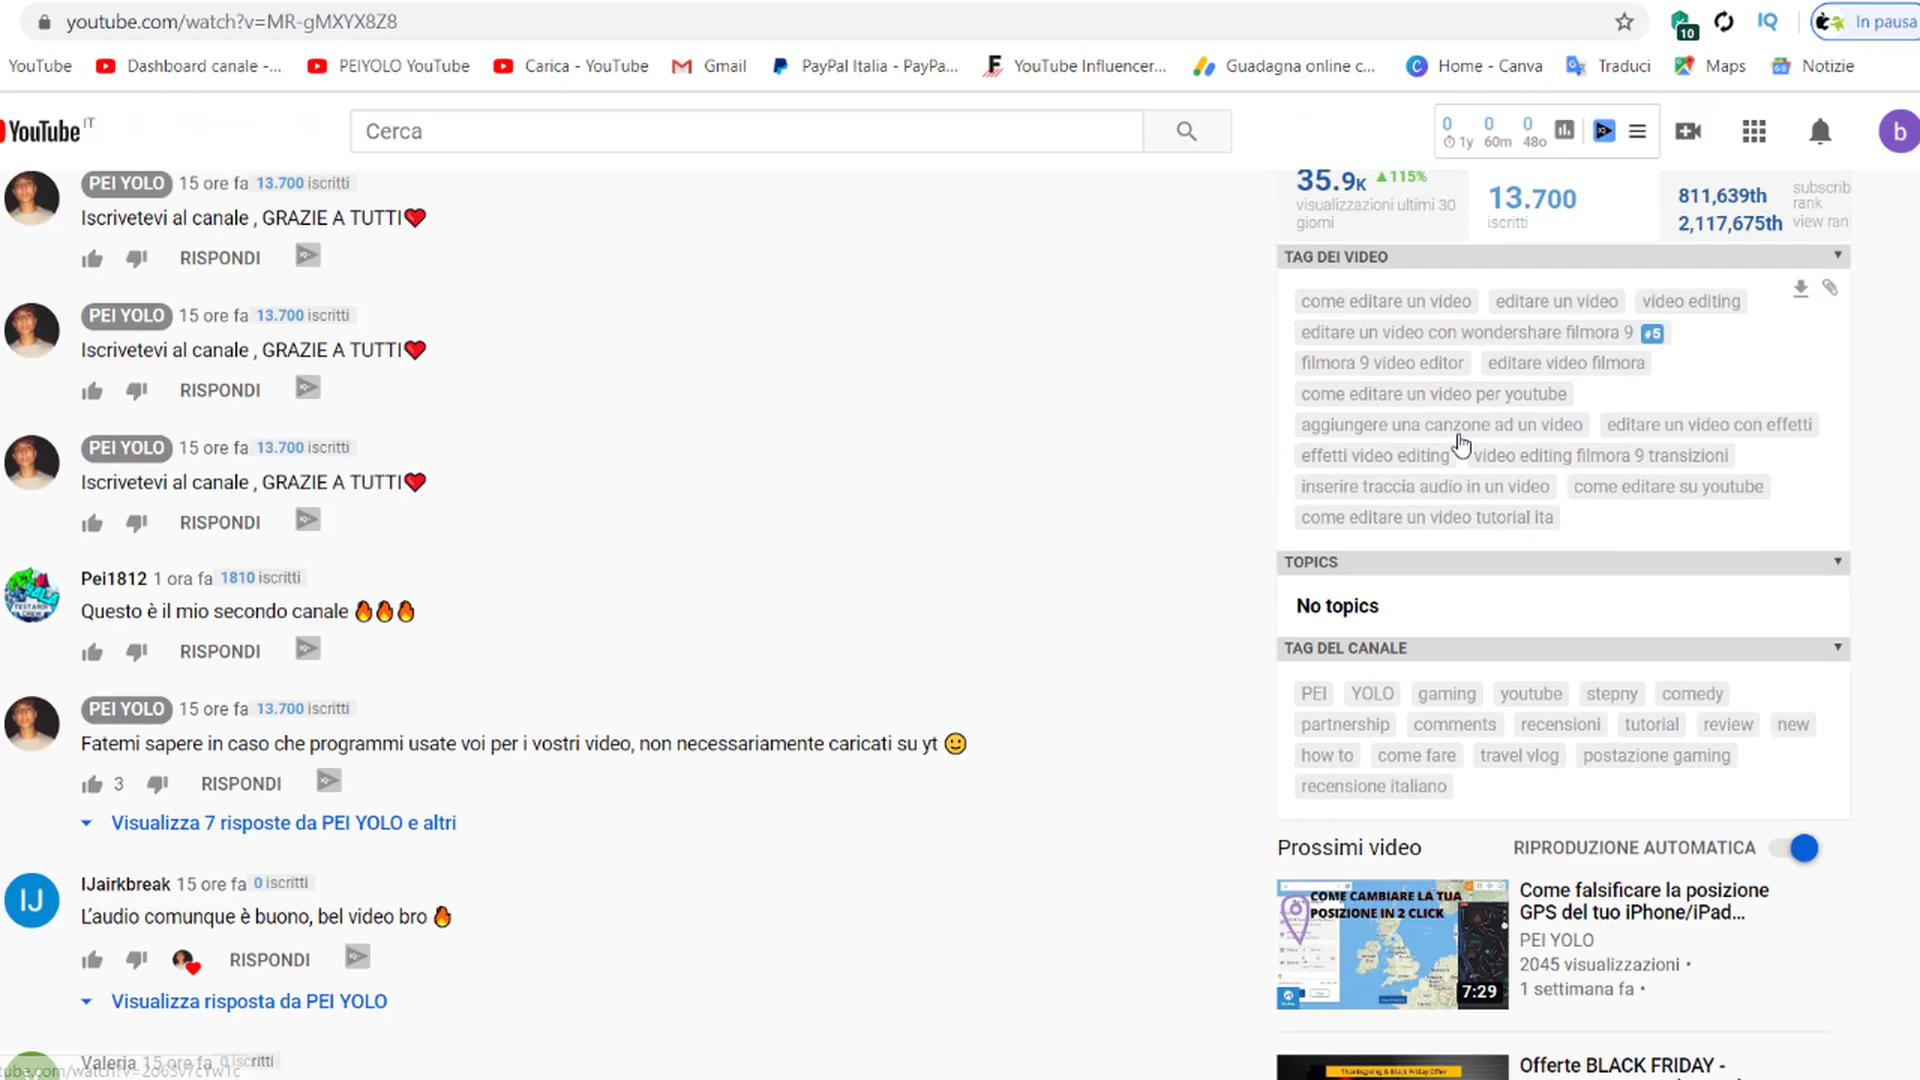 youtube.com/watch?v=MR-gMXYX8Z8
10
IQ
In pausa
YouTube
Dashboard canale -...
PEIYOLO YouTube
Carica - YouTube
Gmail
PayPal Italia - PayPa...
YouTube Influencer...
Guadagna online c...
Home - Canva
Traduci
Maps
Notizie
YouTube IT
Cerca
0 0 0
1y 60m 48o
b
PEI YOLO 15 ore fa 13.700 iscritti
Iscrivetevi al canale , GRAZIE A TUTTI❤
RISPONDI
PEI YOLO 15 ore fa 13.700 iscritti
Iscrivetevi al canale , GRAZIE A TUTTI❤
RISPONDI
PEI YOLO 15 ore fa 13.700 iscritti
Iscrivetevi al canale , GRAZIE A TUTTI❤
RISPONDI
Pei1812 1 ora fa 1810 iscritti
Questo è il mio secondo canale 🔥🔥🔥
RISPONDI
PEI YOLO 15 ore fa 13.700 iscritti
Fatemi sapere in caso che programmi usate voi per i vostri video, non necessariamente caricati su yt 🙂
3 RISPONDI
Visualizza 7 risposte da PEI YOLO e altri
IJ
IJairkbreak 15 ore fa 0 iscritti
L'audio comunque è buono, bel video bro 🔥
RISPONDI
Visualizza risposta da PEI YOLO
Valeria 15 ore fa 0 iscritti
35.9K ▲115%
visualizzazioni ultimi 30
giorni
13.700
iscritti
811,639th
subscrib
rank
2,117,675th
view ran
TAG DEI VIDEO
come editare un video editare un video video editing
editare un video con wondershare filmora 9 #5
filmora 9 video editor editare video filmora
come editare un video per youtube
aggiungere una canzone ad un video editare un video con effetti
effetti video editing video editing filmora 9 transizioni
inserire traccia audio in un video come editare su youtube
come editare un video tutorial ita
TOPICS
No topics
TAG DEL CANALE
PEI YOLO gaming youtube stepny comedy
partnership comments recensioni tutorial review new
how to come fare travel vlog postazione gaming
recensione italiano
Prossimi video
RIPRODUZIONE AUTOMATICA
COME CAMBIARE LA TUA
POSIZIONE IN 2 CLICK
7:29
Come falsificare la posizione
GPS del tuo iPhone/iPad...
PEI YOLO
2045 visualizzazioni •
1 settimana fa •
Thanksgiving & Black Friday Offer
Offerte BLACK FRIDAY -